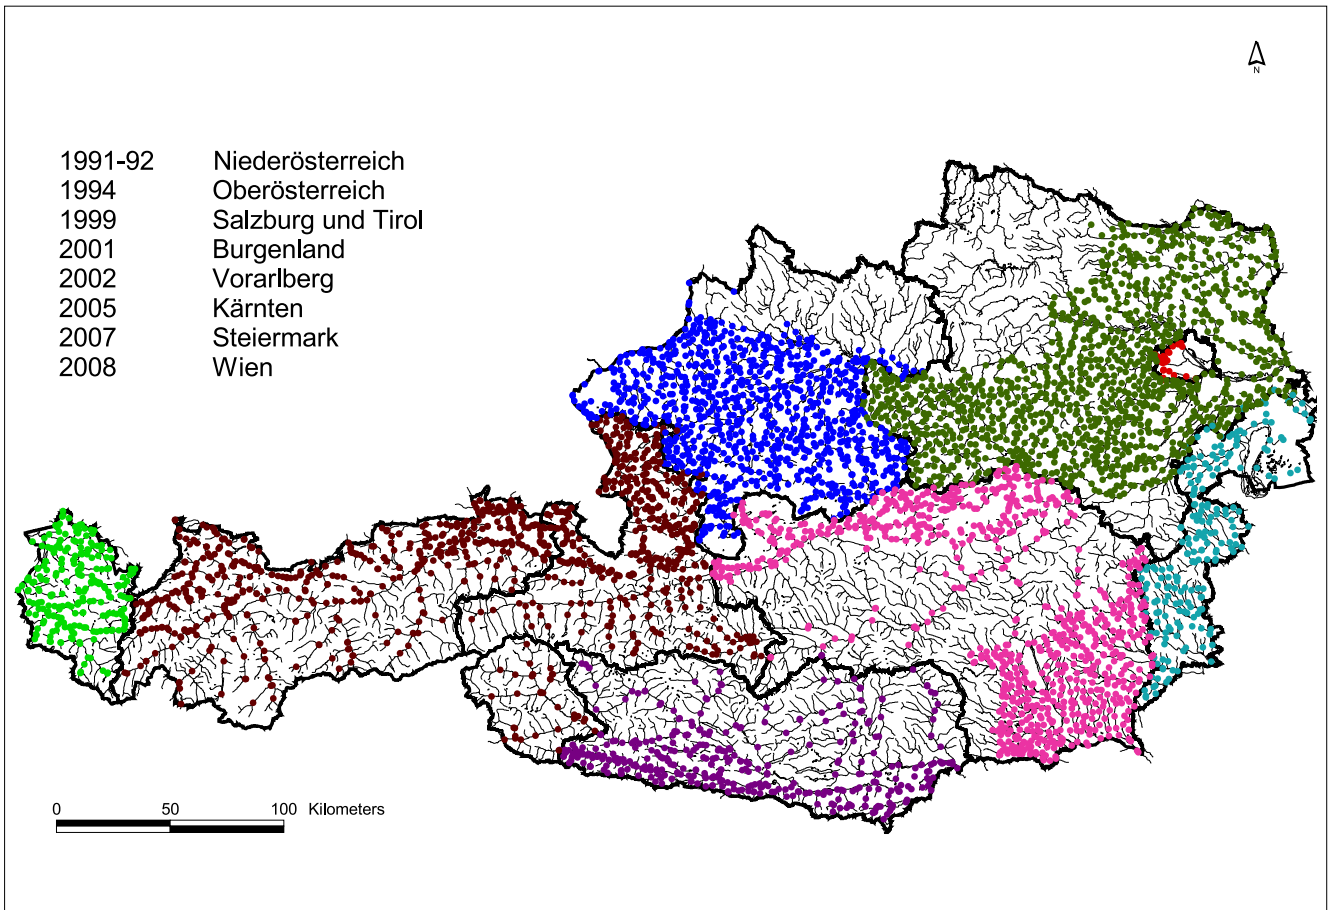 N
1991-92 Niederösterreich
1994 Oberösterreich
1999 Salzburg und Tirol
2001 Burgenland
2002 Vorarlberg
2005 Kärnten
2007 Steiermark
2008 Wien
0 50 100 Kilometers